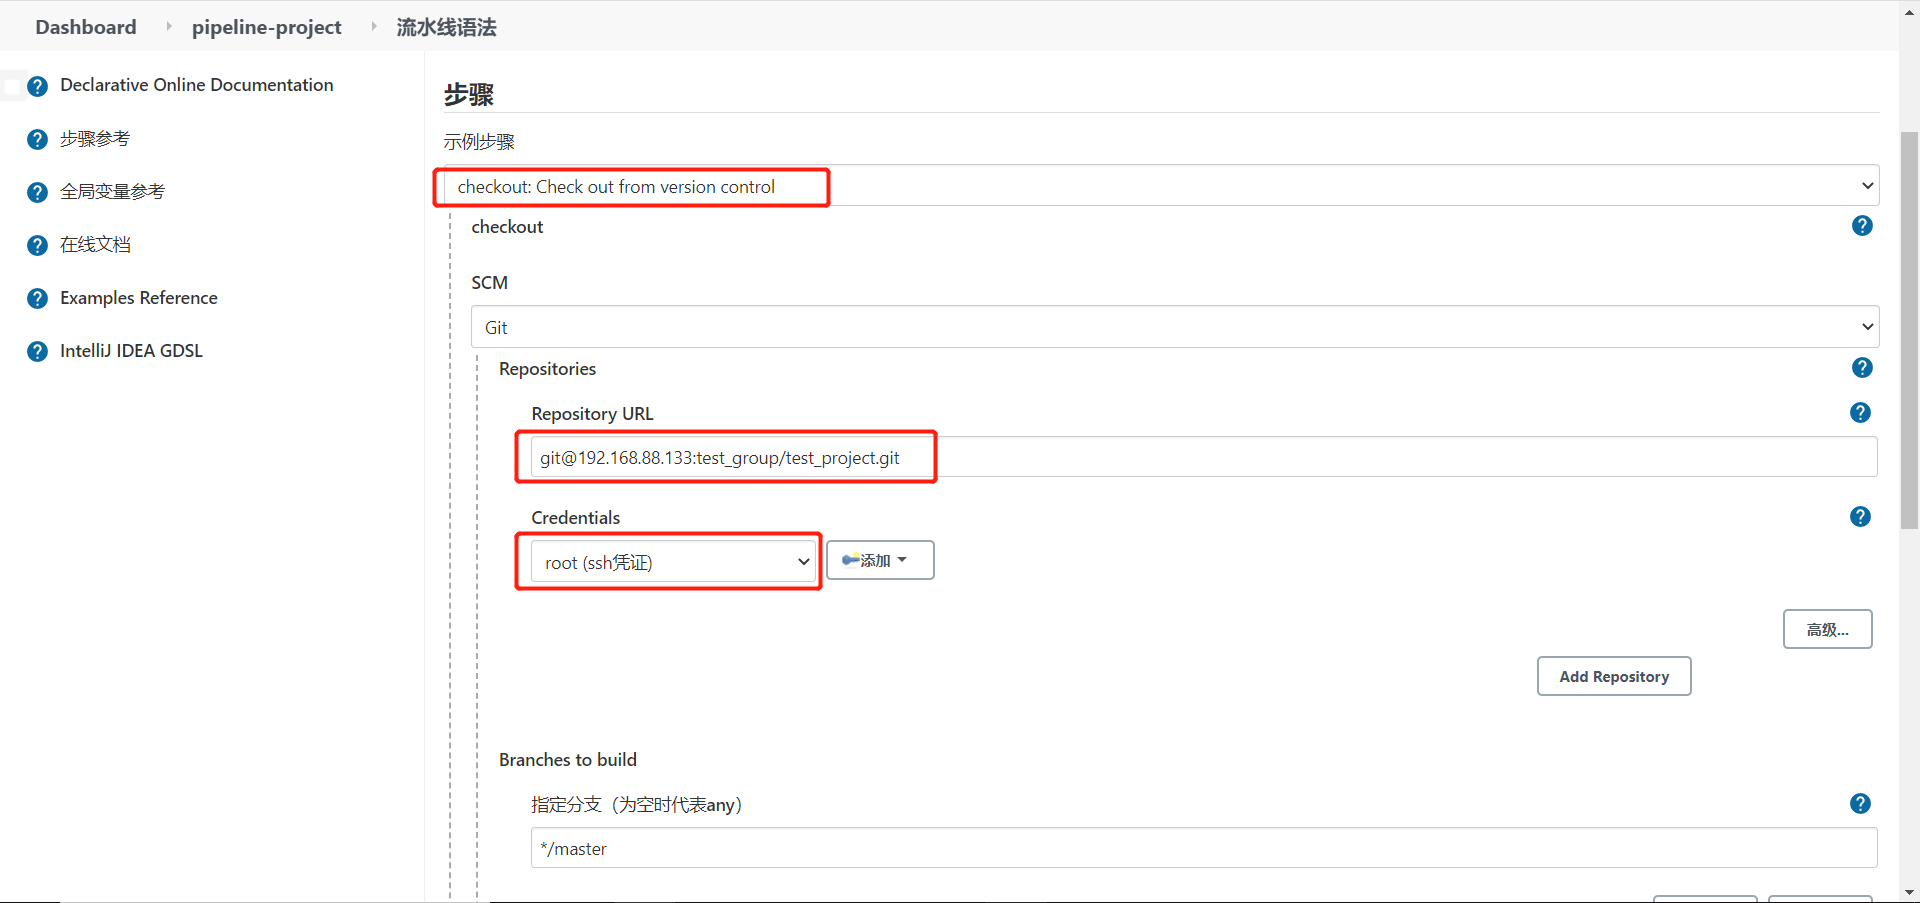 Dashboard
pipeline-project
流水线语法
Declarative Online Documentation
步骤参考
全局变量参考
在线文档
Examples Reference
IntelliJ IDEA GDSL
步骤
示例步骤
checkout: Check out from version control
checkout
SCM
Git
Repositories
Repository URL
git@192.168.88.133:test_group/test_project.git
Credentials
root (ssh凭证)
添加
高级...
Add Repository
Branches to build
指定分支（为空时代表any）
*/master